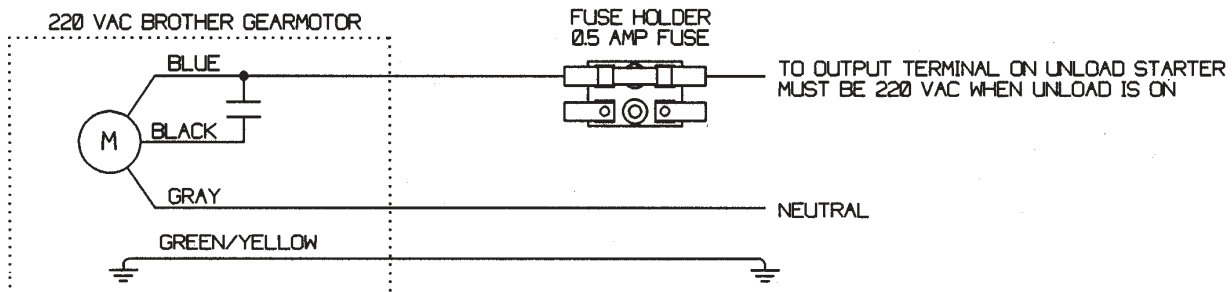 220 VAC BROTHER GEARMOTOR
FUSE HOLDER
0.5 AMP FUSE
BLUE
TO OUTPUT TERMINAL ON UNLOAD STARTER
MUST BE 220 VAC WHEN UNLOAD IS ON
M
BLACK
GRAY
NEUTRAL
GREEN/YELLOW